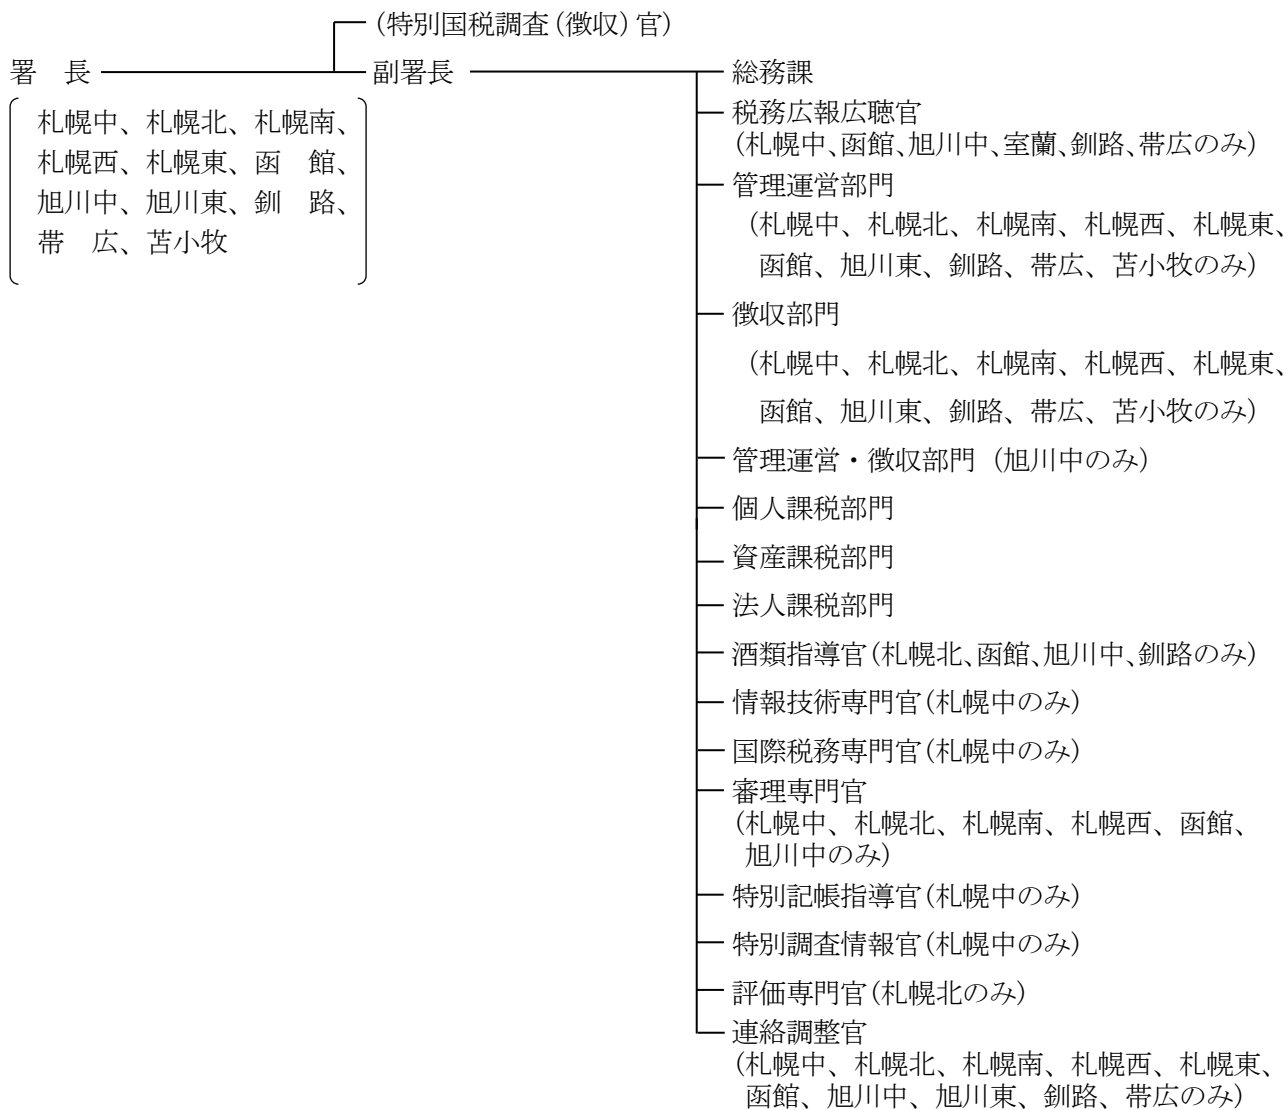 (特別国税調査(徴収)官)
署　長
副署長
総務課
札幌中、札幌北、札幌南、
札幌西、札幌東、函　館、
旭川中、旭川東、釧　路、
帯　広、苫小牧
税務広報広聴官
(札幌中、函館、旭川中、室蘭、釧路、帯広のみ)
管理運営部門
(札幌中、札幌北、札幌南、札幌西、札幌東、
函館、旭川東、釧路、帯広、苫小牧のみ)
徴収部門
(札幌中、札幌北、札幌南、札幌西、札幌東、
函館、旭川東、釧路、帯広、苫小牧のみ)
管理運営・徴収部門 (旭川中のみ)
個人課税部門
資産課税部門
法人課税部門
酒類指導官(札幌北、函館、旭川中、釧路のみ)
情報技術専門官(札幌中のみ)
国際税務専門官(札幌中のみ)
審理専門官
(札幌中、札幌北、札幌南、札幌西、函館、
旭川中のみ)
特別記帳指導官(札幌中のみ)
特別調査情報官(札幌中のみ)
評価専門官(札幌北のみ)
連絡調整官
(札幌中、札幌北、札幌南、札幌西、札幌東、
函館、旭川中、旭川東、釧路、帯広のみ)